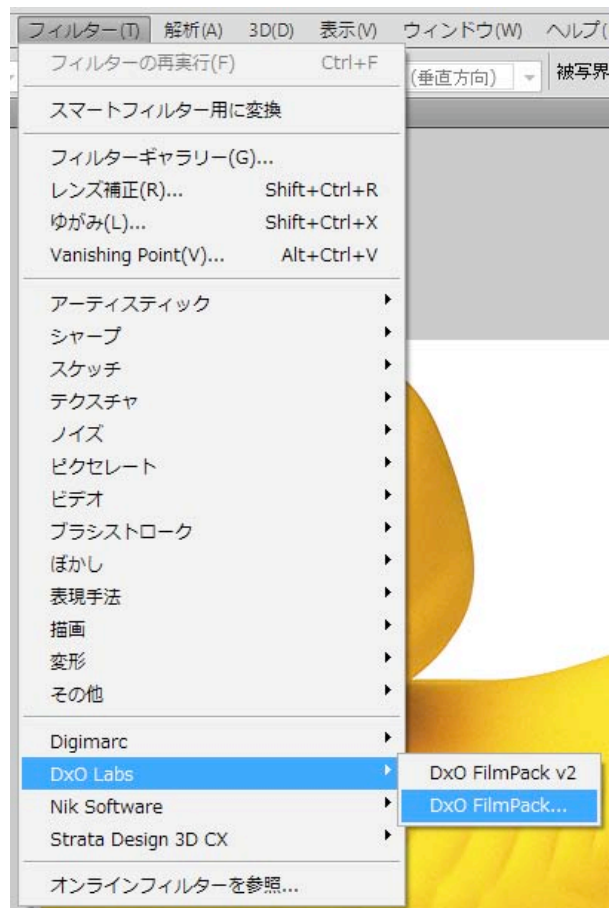 フィルター(T) 解析(A) 3D(D) 表示(V) ウィンドウ(W) ヘルプ(
フィルターの再実行(F) Ctrl+F
(垂直方向) 被写界
スマートフィルター用に変換
フィルターギャラリー(G)...
レンズ補正(R)... Shift+Ctrl+R
ゆがみ(L)... Shift+Ctrl+X
Vanishing Point(V)... Alt+Ctrl+V
アーティスティック
シャープ
スケッチ
テクスチャ
ノイズ
ピクセレート
ビデオ
ブラシストローク
ぼかし
表現手法
描画
変形
その他
Digimarc
DxO Labs
DxO FilmPack v2
Nik Software
DxO FilmPack...
Strata Design 3D CX
オンラインフィルターを参照...